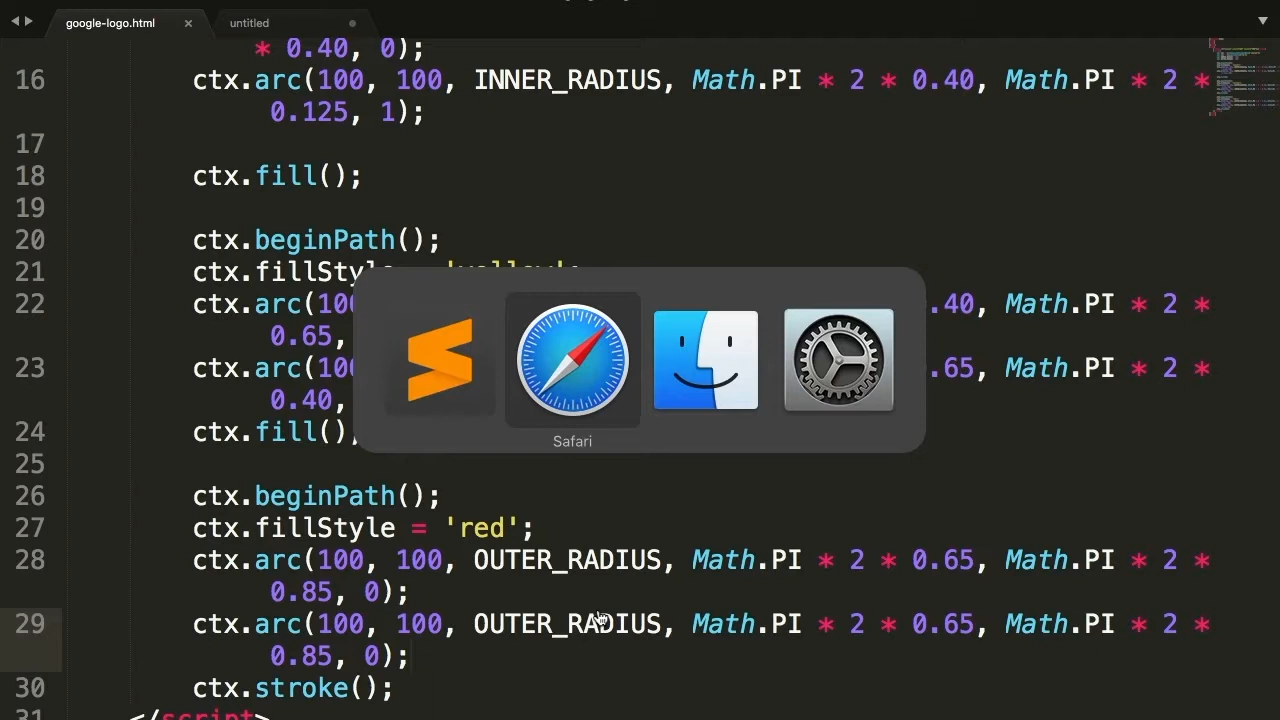 google-logo.html × untitled
* 0.40, 0);
16 ctx.arc(100, 100, INNER_RADIUS, Math.PI * 2 * 0.40, Math.PI * 2 *
0.125, 1);
17
18 ctx.fill();
19
20 ctx.beginPath();
21 ctx.fillStyle
22 ctx.arc(100 .40, Math.PI * 2 *
0.65,
23 ctx.arc(100 .65, Math.PI * 2 *
0.40,
24 ctx.fill();
Safari
25
26 ctx.beginPath();
27 ctx.fillStyle = 'red';
28 ctx.arc(100, 100, OUTER_RADIUS, Math.PI * 2 * 0.65, Math.PI * 2 *
0.85, 0);
29 ctx.arc(100, 100, OUTER_RADIUS, Math.PI * 2 * 0.65, Math.PI * 2 *
0.85, 0);
30 ctx.stroke();
31 </script>